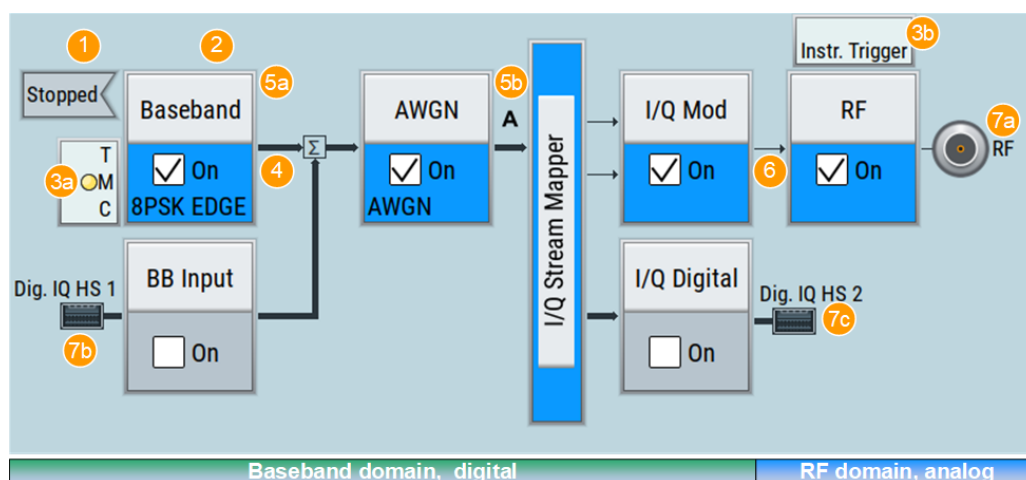 1
2
3b
Instr. Trigger
Stopped
Baseband
5a
AWGN
5b
A
I/Q Mod
RF
7a
RF
T
M
C
3a
On
8PSK EDGE
Σ
4
On
AWGN
I/Q Stream Mapper
On
6
On
Dig. IQ HS 1
7b
BB Input
On
I/Q Digital
On
Dig. IQ HS 2
7c
Baseband domain, digital
RF domain, analog